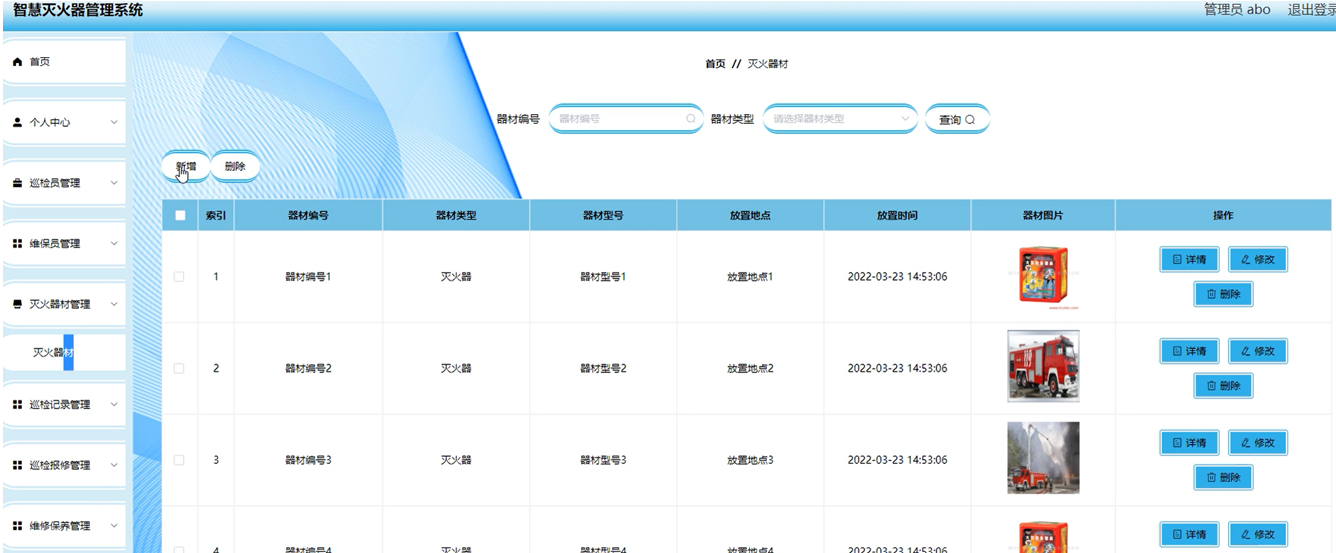 智慧灭火器管理系统
管理员 abo 退出登录
首页
个人中心
巡检员管理
维保员管理
灭火器材管理
灭火器材
巡检记录管理
巡检报修管理
维修保养管理
首页 // 灭火器材
器材编号 器材编号 器材类型 请选择器材类型 查询
新增 删除
索引 器材编号 器材类型 器材型号 放置地点 放置时间 器材图片 操作
1 器材编号1 灭火器 器材型号1 放置地点1 2022-03-23 14:53:06 详情 修改
删除
2 器材编号2 灭火器 器材型号2 放置地点2 2022-03-23 14:53:06 详情 修改
删除
3 器材编号3 灭火器 器材型号3 放置地点3 2022-03-23 14:53:06 详情 修改
删除
4 器材编号4 灭火器 器材型号4 放置地点4 2022-03-23 14:53:06 详情 修改